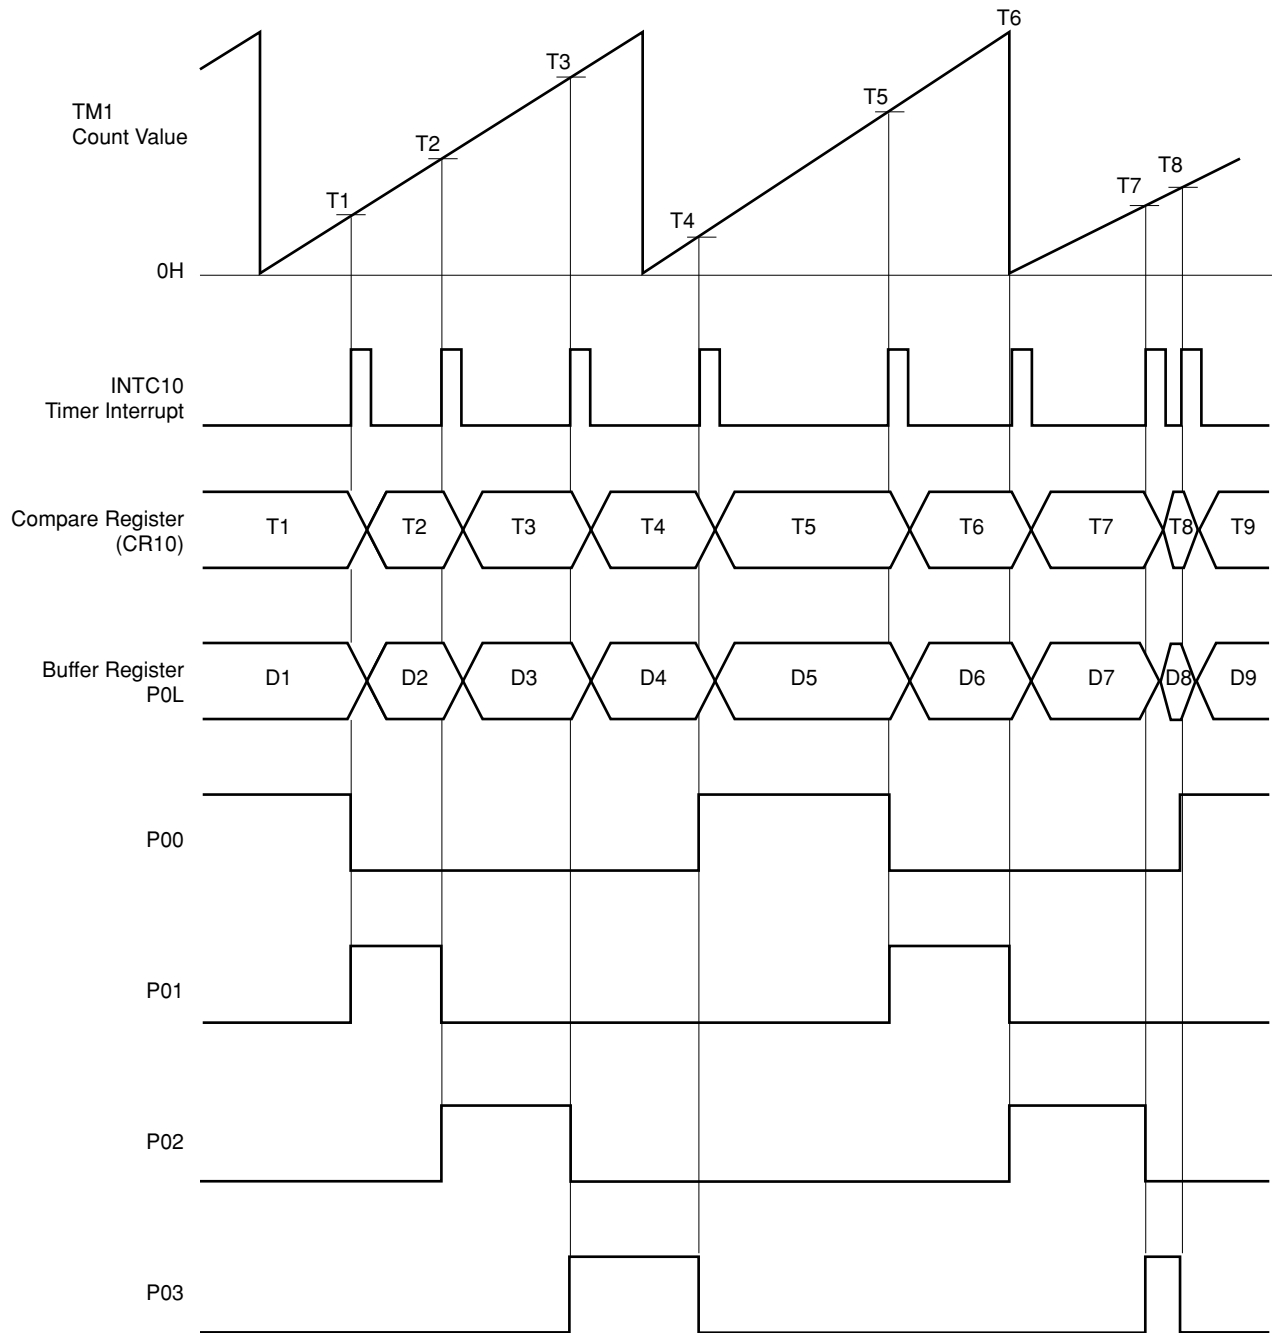 T6
T3
TM1
Count Value
T5
T2
T8
T7
T1
T4
0H
INTC10
Timer Interrupt
Compare Register
(CR10)
T1 T2 T3 T4 T5 T6 T7 T8 T9
Buffer Register
P0L
D1 D2 D3 D4 D5 D6 D7 D8 D9
P00
P01
P02
P03